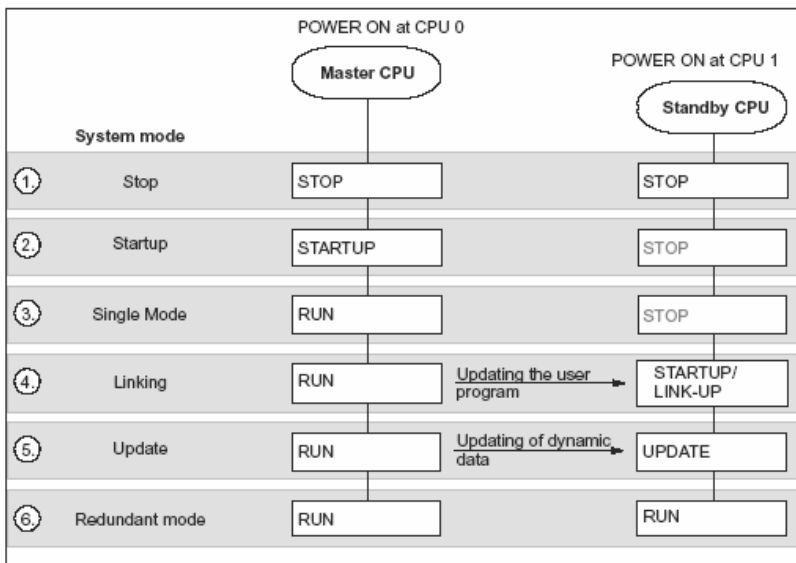 POWER ON at CPU 0
Master CPU
POWER ON at CPU 1
Standby CPU
System mode
1. Stop STOP STOP
2. Startup STARTUP STOP
3. Single Mode RUN STOP
4. Linking RUN Updating the user STARTUP/
program LINK-UP
5. Update RUN Updating of dynamic UPDATE
data
6. Redundant mode RUN RUN